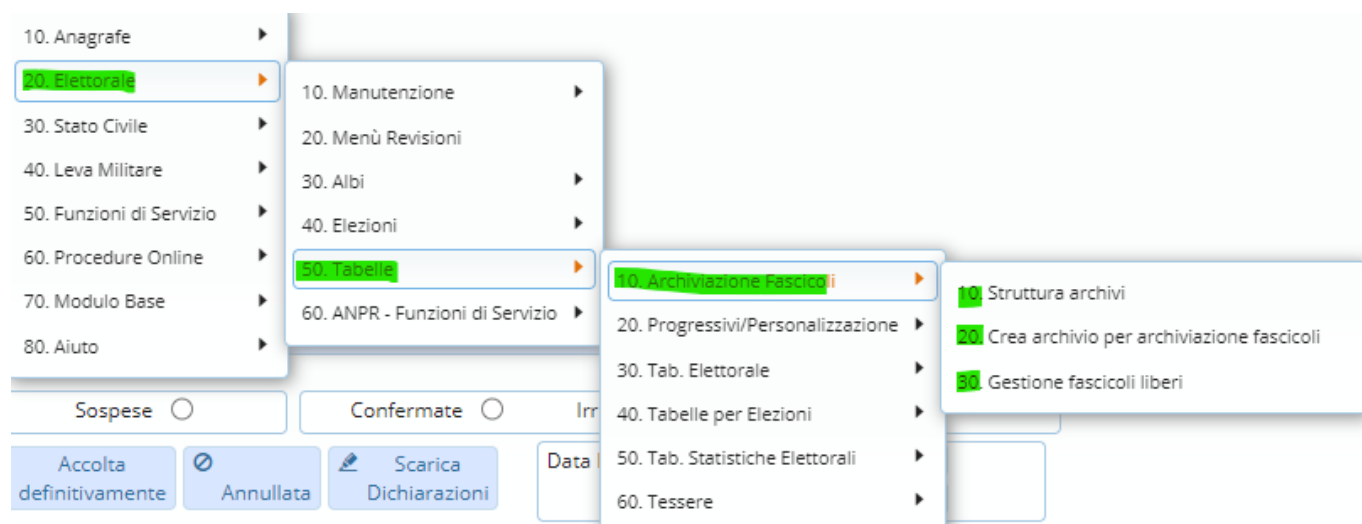 10. Anagrafe
20. Elettorale
30. Stato Civile
40. Leva Militare
50. Funzioni di Servizio
60. Procedure Online
70. Modulo Base
80. Aiuto
10. Manutenzione
20. Menù Revisioni
30. Albi
40. Elezioni
50. Tabelle
60. ANPR - Funzioni di Servizio
10. Archiviazione Fascicoli
20. Progressivi/Personalizzazione
30. Tab. Elettorale
40. Tabelle per Elezioni
50. Tab. Statistiche Elettorali
60. Tessere
10. Struttura archivi
20. Crea archivio per archiviazione fascicoli
30. Gestione fascicoli liberi
Sospese
Confermate
Irr
Accolta
definitivamente
Annullata
Scarica
Dichiarazioni
Data